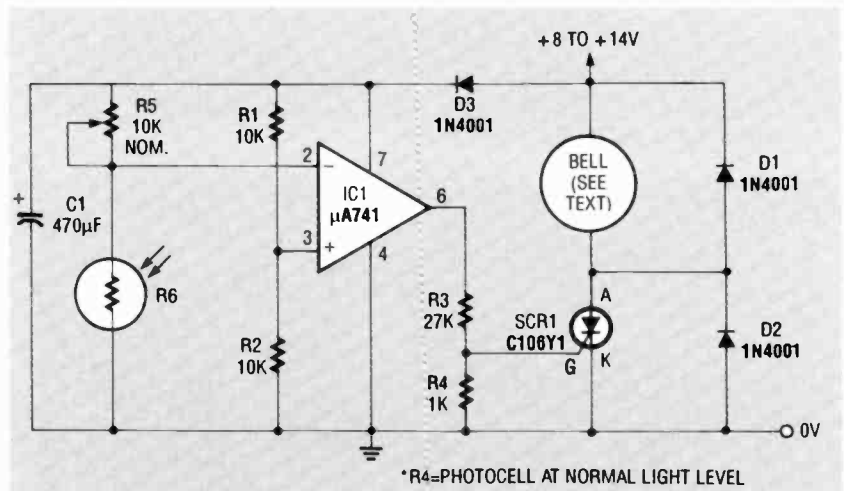 +8 TO +14V
R5
10K
NOM.
R1
10K
D3
1N4001
BELL
(SEE
TEXT)
D1
1N4001
2
−
7
IC1
µA741
6
3
+
4
+
C1
470µF
R6
R2
10K
R3
27K
R4
1K
SCR1
C106Y1
A
G
K
D2
1N4001
0V
*R4=PHOTOCELL AT NORMAL LIGHT LEVEL